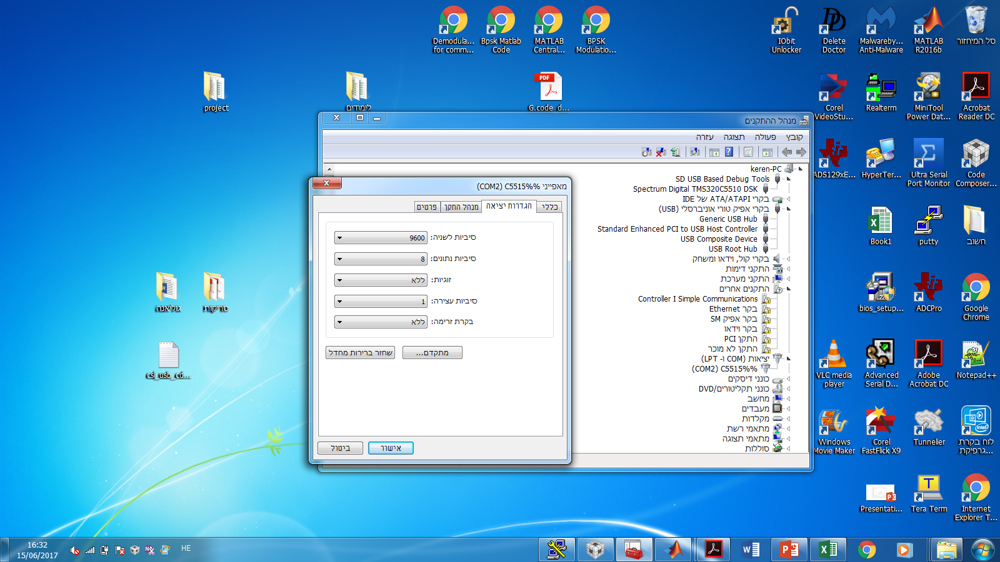 Demodula...
for comm...
Bpsk Matlab
Code
MATLAB
Central...
BPSK
Modulatio...
IObit
Unlocker
Delete
Doctor
Malwareby...
Anti-Malware
MATLAB
R2016b
סל המיחזור
project
לימודים
PDF
G.code_d...
Corel
VideoStu...
Realterm
MiniTool
Power Dat...
Acrobat
Reader DC
ADS129xE...
HyperTer...
Ultra Serial
Port Monitor
Code
Composer...
Book1
putty
חשוב
גוליאנה
סריקות
bios_setup...
ADCPro
Google
Chrome
csl_usb_cd...
VLC media
player
Advanced
Serial D...
Adobe
Acrobat DC
Notepad++
Windows
Movie Maker
Corel
FastFlick X9
Tunnelier
לוח בקרת
גרפיקת...
Presentati...
Tera Term
Internet
Explorer T...
מנהל ההתקנים
קובץ פעולה תצוגה עזרה
keren-PC
SD USB Based Debug Tools
Spectrum Digital TMS320C5510 DSK
בקרי ATA/ATAPI של IDE
בקרי אפיק טורי אוניברסלי (USB)
Generic USB Hub
Standard Enhanced PCI to USB Host Controller
USB Composite Device
USB Root Hub
בקרי קול, וידאו ומשחק
התקני דימות
התקני מערכת
התקנים אחרים
Controller I Simple Communications
בקר Ethernet
בקר אפיק SM
בקר וידאו
התקן PCI
התקן לא מוכר
יציאות (COM ו- LPT)
(COM2) C5515%%
כונני דיסקים
כונני תקליטורים/DVD
מחשב
מעבדים
מקלדות
מתאמי רשת
מתאמי תצוגה
סוללות
מאפייני C5515%% (COM2)
כללי הגדרות יציאה מנהל התקן פרטים
סיביות לשניה: 9600
סיביות נתונים: 8
זוגיות: ללא
סיביות עצירה: 1
בקרת זרימה: ללא
מתקדם... שחזר ברירות מחדל
אישור ביטול
16:32
15/06/2017
HE